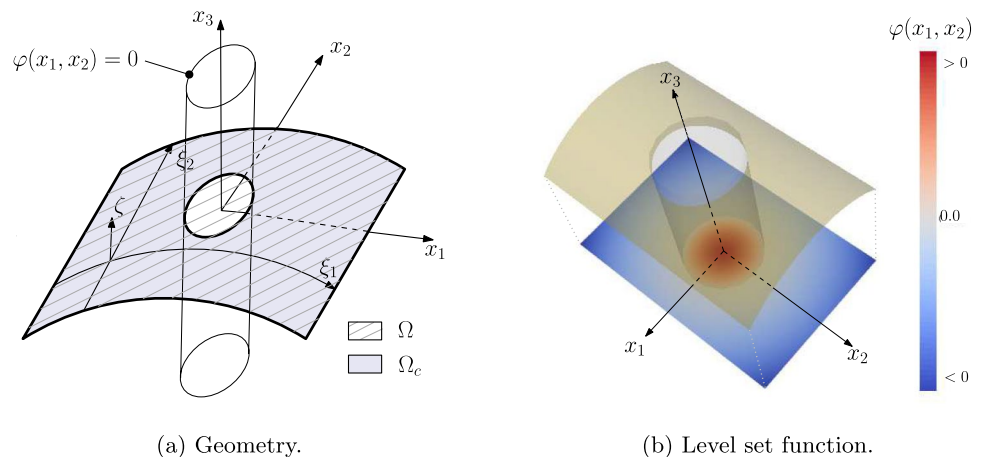 x₃
x₂
φ(x₁, x₂) = 0
ξ₂
ζ
x₁
ξ₁
Ω
Ω_c
(a) Geometry.
φ(x₁, x₂)
> 0
x₃
0.0
x₁
x₂
< 0
(b) Level set function.